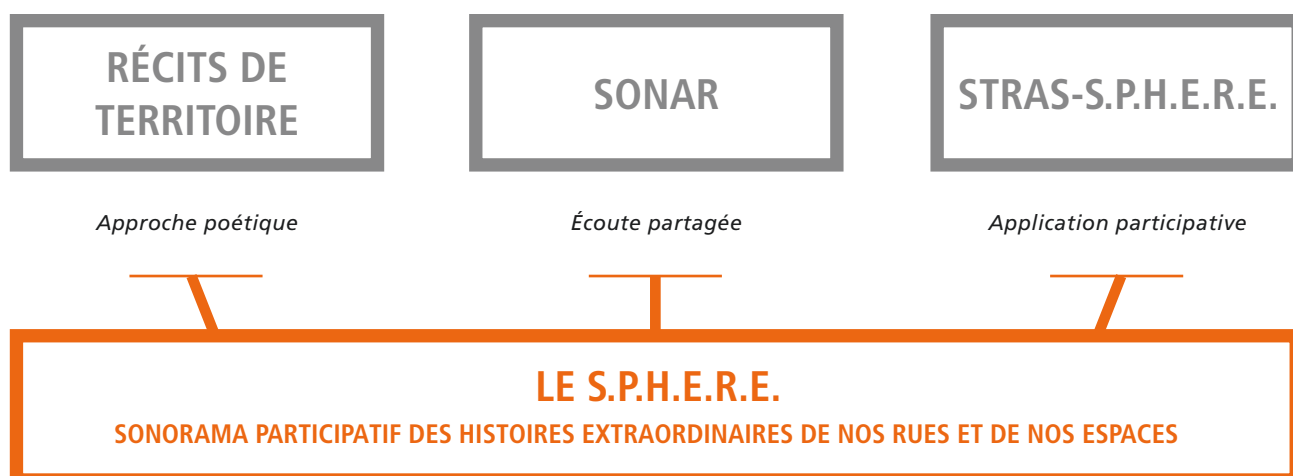 RÉCITS DE
TERRITOIRE
SONAR
STRAS-S.P.H.E.R.E.
Approche poétique
Écoute partagée
Application participative
LE S.P.H.E.R.E.
SONORAMA PARTICIPATIF DES HISTOIRES EXTRAORDINAIRES DE NOS RUES ET DE NOS ESPACES